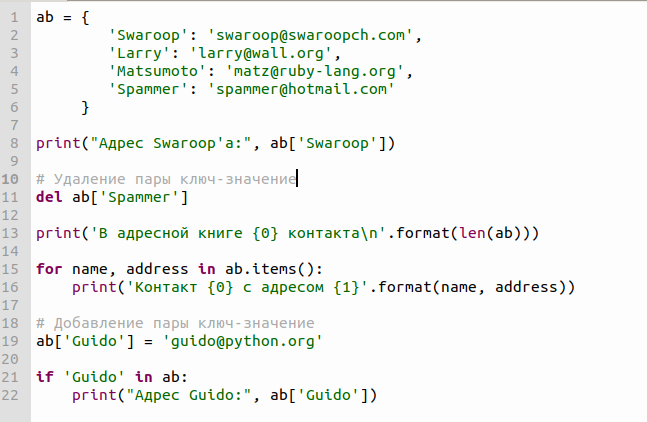 1 ab = {
2         'Swaroop': 'swaroop@swaroopch.com',
3         'Larry': 'larry@wall.org',
4         'Matsumoto': 'matz@ruby-lang.org',
5         'Spammer': 'spammer@hotmail.com'
6      }
7
8 print("Адрес Swaroop'а:", ab['Swaroop'])
9
10 # Удаление пары ключ-значение
11 del ab['Spammer']
12
13 print('В адресной книге {0} контакта\n'.format(len(ab)))
14
15 for name, address in ab.items():
16     print('Контакт {0} с адресом {1}'.format(name, address))
17
18 # Добавление пары ключ-значение
19 ab['Guido'] = 'guido@python.org'
20
21 if 'Guido' in ab:
22     print("Адрес Guido:", ab['Guido'])